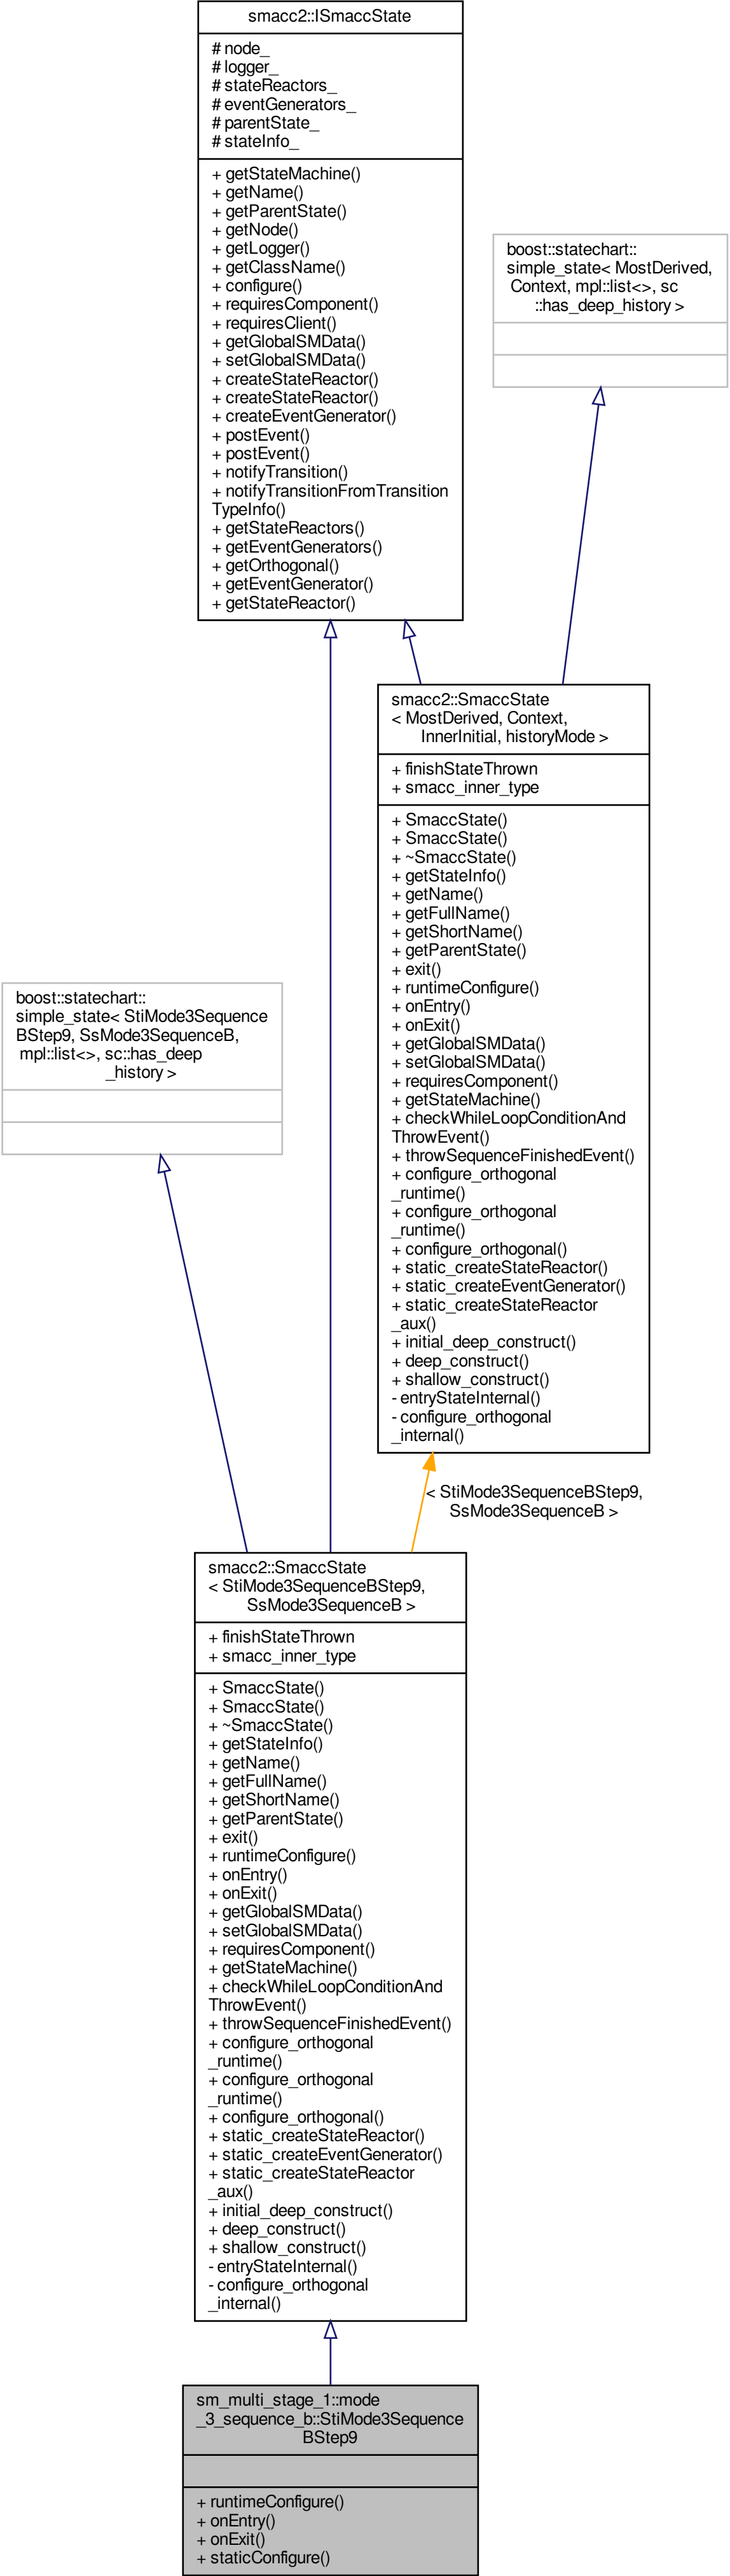 smacc2::ISmaccState
# node_
# logger_
# stateReactors_
# eventGenerators_
# parentState_
# stateInfo_
+ getStateMachine()
+ getName()
+ getParentState()
+ getNode()
+ getLogger()
+ getClassName()
+ configure()
+ requiresComponent()
+ requiresClient()
+ getGlobalSMData()
+ setGlobalSMData()
+ createStateReactor()
+ createStateReactor()
+ createEventGenerator()
+ postEvent()
+ postEvent()
+ notifyTransition()
+ notifyTransitionFromTransition
TypeInfo()
+ getStateReactors()
+ getEventGenerators()
+ getOrthogonal()
+ getEventGenerator()
+ getStateReactor()
boost::statechart::
simple_state< MostDerived,
Context, mpl::list<>, sc
::has_deep_history >
smacc2::SmaccState
< MostDerived, Context,
InnerInitial, historyMode >
+ finishStateThrown
+ smacc_inner_type
+ SmaccState()
+ SmaccState()
+ ~SmaccState()
+ getStateInfo()
+ getName()
+ getFullName()
+ getShortName()
+ getParentState()
+ exit()
+ runtimeConfigure()
+ onEntry()
+ onExit()
+ getGlobalSMData()
+ setGlobalSMData()
+ requiresComponent()
+ getStateMachine()
+ checkWhileLoopConditionAnd
ThrowEvent()
+ throwSequenceFinishedEvent()
+ configure_orthogonal
_runtime()
+ configure_orthogonal
_runtime()
+ configure_orthogonal()
+ static_createStateReactor()
+ static_createEventGenerator()
+ static_createStateReactor
_aux()
+ initial_deep_construct()
+ deep_construct()
+ shallow_construct()
- entryStateInternal()
- configure_orthogonal
_internal()
boost::statechart::
simple_state< StiMode3Sequence
BStep9, SsMode3SequenceB,
mpl::list<>, sc::has_deep
_history >
< StiMode3SequenceBStep9,
SsMode3SequenceB >
smacc2::SmaccState
< StiMode3SequenceBStep9,
SsMode3SequenceB >
+ finishStateThrown
+ smacc_inner_type
+ SmaccState()
+ SmaccState()
+ ~SmaccState()
+ getStateInfo()
+ getName()
+ getFullName()
+ getShortName()
+ getParentState()
+ exit()
+ runtimeConfigure()
+ onEntry()
+ onExit()
+ getGlobalSMData()
+ setGlobalSMData()
+ requiresComponent()
+ getStateMachine()
+ checkWhileLoopConditionAnd
ThrowEvent()
+ throwSequenceFinishedEvent()
+ configure_orthogonal
_runtime()
+ configure_orthogonal
_runtime()
+ configure_orthogonal()
+ static_createStateReactor()
+ static_createEventGenerator()
+ static_createStateReactor
_aux()
+ initial_deep_construct()
+ deep_construct()
+ shallow_construct()
- entryStateInternal()
- configure_orthogonal
_internal()
sm_multi_stage_1::mode
_3_sequence_b::StiMode3Sequence
BStep9
+ runtimeConfigure()
+ onEntry()
+ onExit()
+ staticConfigure()